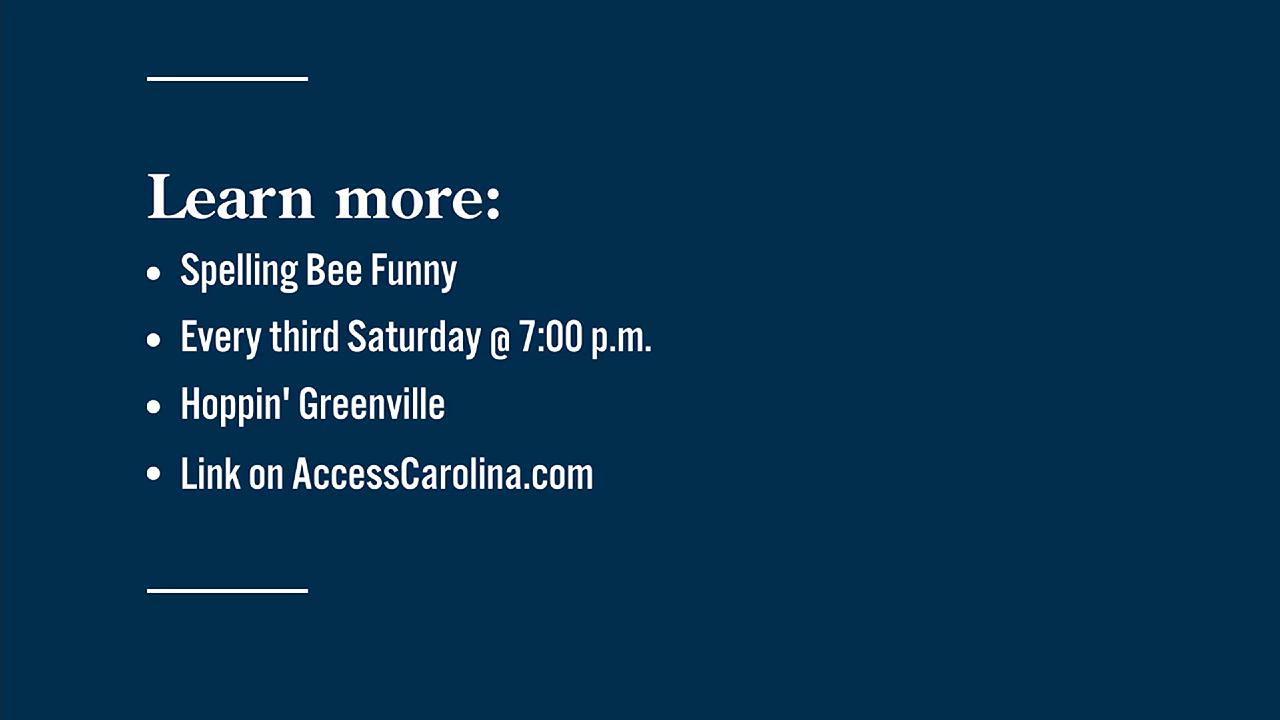 Learn more:
• Spelling Bee Funny
• Every third Saturday @ 7:00 p.m.
• Hoppin' Greenville
• Link on AccessCarolina.com